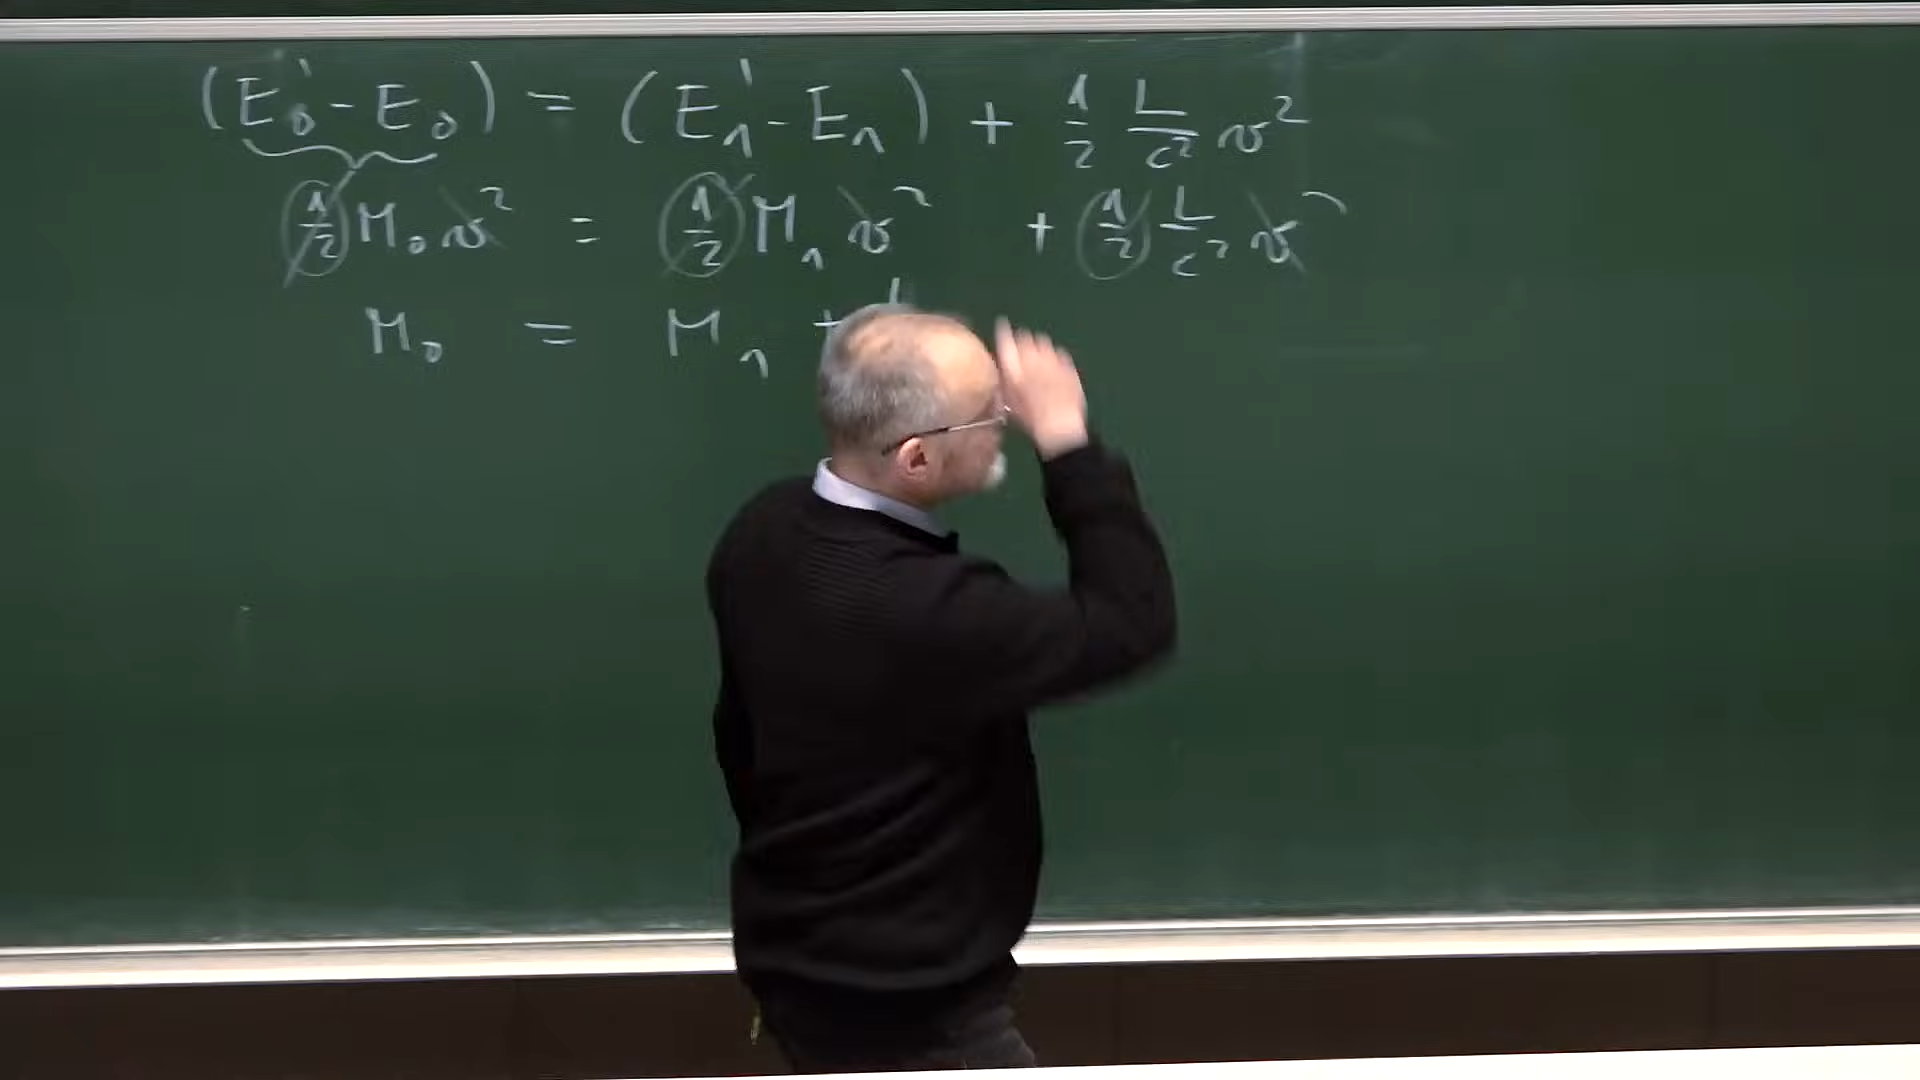 (E₀' - E₀) = (E₁' - E₁) + 1/2 L/c² v²
1/2 M₀ v² = 1/2 M₁ v² + 1/2 L/c² v²
M₀ = M₁ +